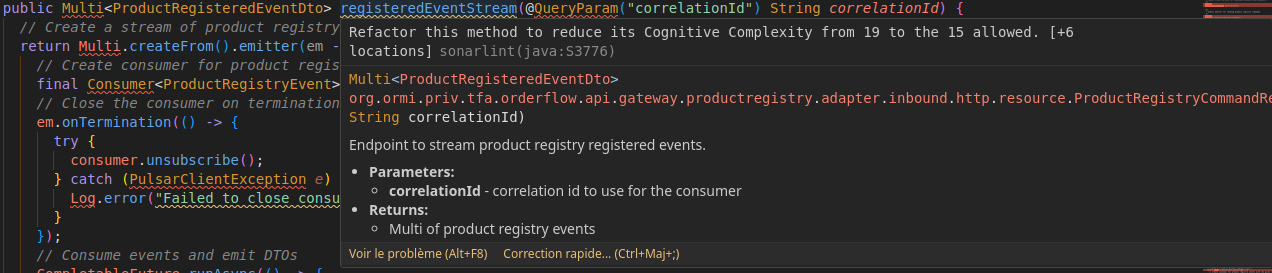 public Multi<ProductRegisteredEventDto> registeredEventStream(@QueryParam("correlationId") String correlationId) {
// Create a stream of product registry
return Multi.createFrom().emitter(em -
// Create consumer for product regis
final Consumer<ProductRegistryEvent>
// Close the consumer on termination
em.onTermination(() -> {
try {
consumer.unsubscribe();
} catch (PulsarClientException e)
Log.error("Failed to close consu
}
});
// Consume events and emit DTOs
CompletableFuture.runAsync(() -> {
Refactor this method to reduce its Cognitive Complexity from 19 to the 15 allowed. [+6
locations] sonarlint(java:S3776)
Multi<ProductRegisteredEventDto>
org.ormi.priv.tfa.orderflow.api.gateway.productregistry.adapter.inbound.http.resource.ProductRegistryCommandRe
String correlationId)
Endpoint to stream product registry registered events.
• Parameters:
◦ correlationId - correlation id to use for the consumer
• Returns:
◦ Multi of product registry events
Voir le problème (Alt+F8) Correction rapide... (Ctrl+Maj+;)